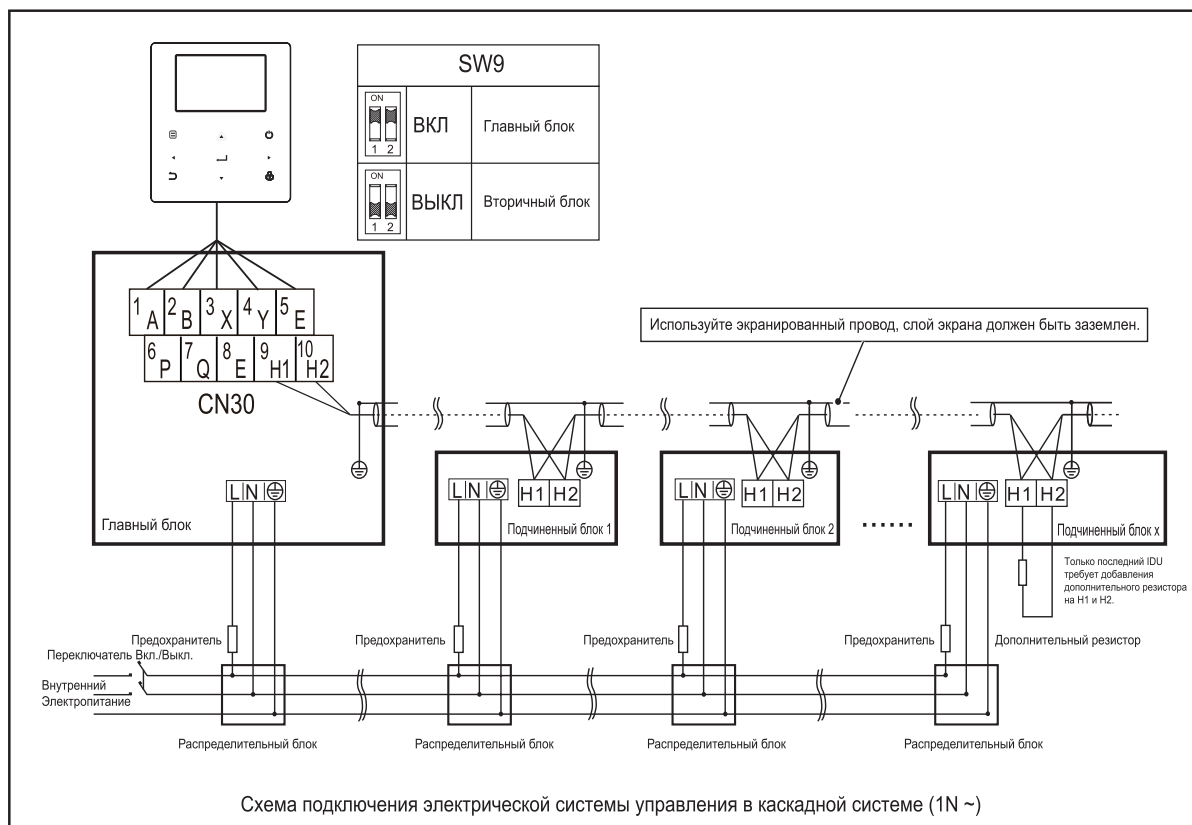 SW9
ON
1 2
ВКЛ
Главный блок
ON
1 2
ВЫКЛ
Вторичный блок
1 A
2 B
3 X
4 Y
5 E
6 P
7 Q
8 E
9 H1
10 H2
CN30
Используйте экранированный провод, слой экрана должен быть заземлен.
L N
Главный блок
L N
H1 H2
Подчиненный блок 1
L N
H1 H2
Подчиненный блок 2
......
L N
H1 H2
Подчиненный блок x
Только последний IDU
требует добавления
дополнительного резистора
на H1 и H2.
Предохранитель
Предохранитель
Предохранитель
Предохранитель
Дополнительный резистор
Переключатель Вкл./Выкл.
Внутренний
Электропитание
Распределительный блок
Распределительный блок
Распределительный блок
Распределительный блок
Схема подключения электрической системы управления в каскадной системе (1N ~)